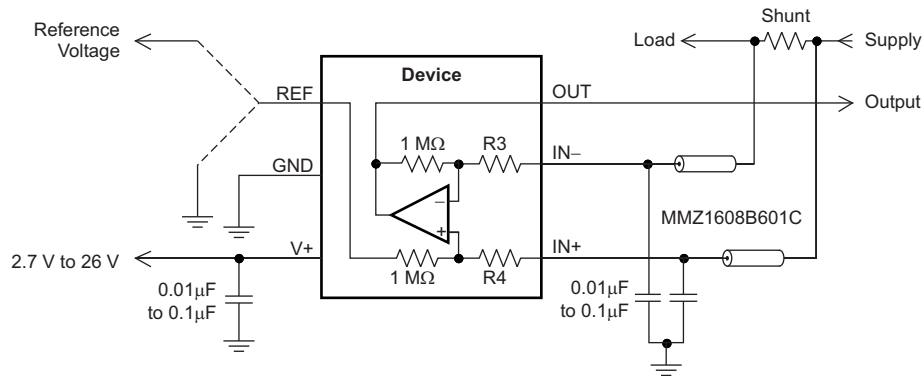 Shunt
Reference
Voltage
Load
Supply
Device
REF
OUT
Output
1 MΩ
R3
IN–
GND
–
MMZ1608B601C
+
2.7 V to 26 V
V+
IN+
1 MΩ
R4
0.01μF
to 0.1μF
0.01μF
to 0.1μF